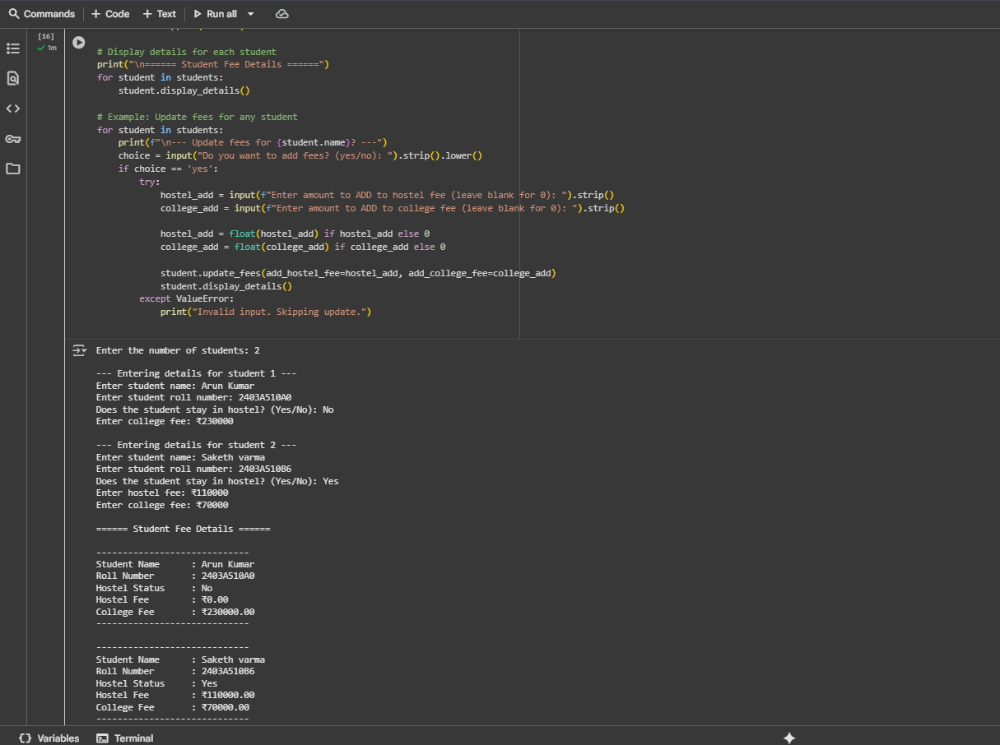 Commands + Code + Text Run all
[16]
1m
# Display details for each student
print("\n====== Student Fee Details ======")
for student in students:
    student.display_details()
# Example: Update fees for any student
for student in students:
    print(f"\n--- Update fees for {student.name}? ---")
    choice = input("Do you want to add fees? (yes/no): ").strip().lower()
    if choice == 'yes':
        try:
            hostel_add = input(f"Enter amount to ADD to hostel fee (leave blank for 0): ").strip()
            college_add = input(f"Enter amount to ADD to college fee (leave blank for 0): ").strip()
            hostel_add = float(hostel_add) if hostel_add else 0
            college_add = float(college_add) if college_add else 0
            student.update_fees(add_hostel_fee=hostel_add, add_college_fee=college_add)
            student.display_details()
        except ValueError:
            print("Invalid input. Skipping update.")
Enter the number of students: 2
--- Entering details for student 1 ---
Enter student name: Arun Kumar
Enter student roll number: 2403A510A0
Does the student stay in hostel? (Yes/No): No
Enter college fee: ₹230000
--- Entering details for student 2 ---
Enter student name: Saketh varma
Enter student roll number: 2403A510B6
Does the student stay in hostel? (Yes/No): Yes
Enter hostel fee: ₹110000
Enter college fee: ₹70000
====== Student Fee Details ======
-----------------------------
Student Name      : Arun Kumar
Roll Number       : 2403A510A0
Hostel Status     : No
Hostel Fee        : ₹0.00
College Fee       : ₹230000.00
-----------------------------
-----------------------------
Student Name      : Saketh varma
Roll Number       : 2403A510B6
Hostel Status     : Yes
Hostel Fee        : ₹110000.00
College Fee       : ₹70000.00
-----------------------------
Variables Terminal